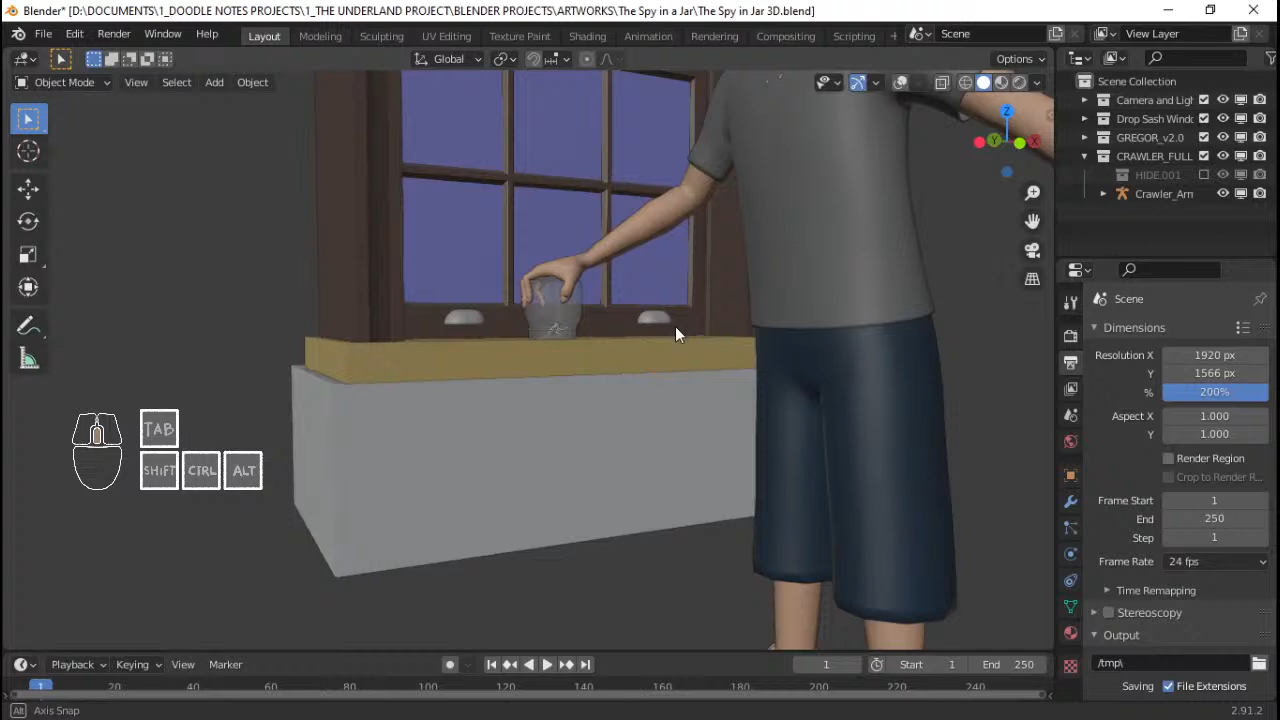 Blender* [D:\DOCUMENTS\1_DOODLE NOTES PROJECTS\1_THE UNDERLAND PROJECT\BLENDER PROJECTS\ARTWORKS\The Spy in a Jar\The Spy in Jar 3D.blend]
File Edit Render Window Help Layout Modeling Sculpting UV Editing Texture Paint Shading Animation Rendering Compositing Scripting + Scene View Layer
Global Options
Object Mode View Select Add Object Scene Collection
Camera and Ligh
Drop Sash Windc
GREGOR_v2.0
CRAWLER_FULL
HIDE.001
Crawler_Arn
Z
Y X
Scene
Dimensions
Resolution X 1920 px
Y 1566 px
% 200%
Aspect X 1.000
Y 1.000
Render Region
Crop to Render R...
Frame Start 1
End 250
Step 1
Frame Rate 24 fps
Time Remapping
Stereoscopy
Output
/tmp\
Saving File Extensions
TAB
SHIFT CTRL ALT
Playback Keying View Marker 1 Start 1 End 250
1 20 40 60 80 100 120 140 160 180 200 220 240
Alt Axis Snap 2.91.2